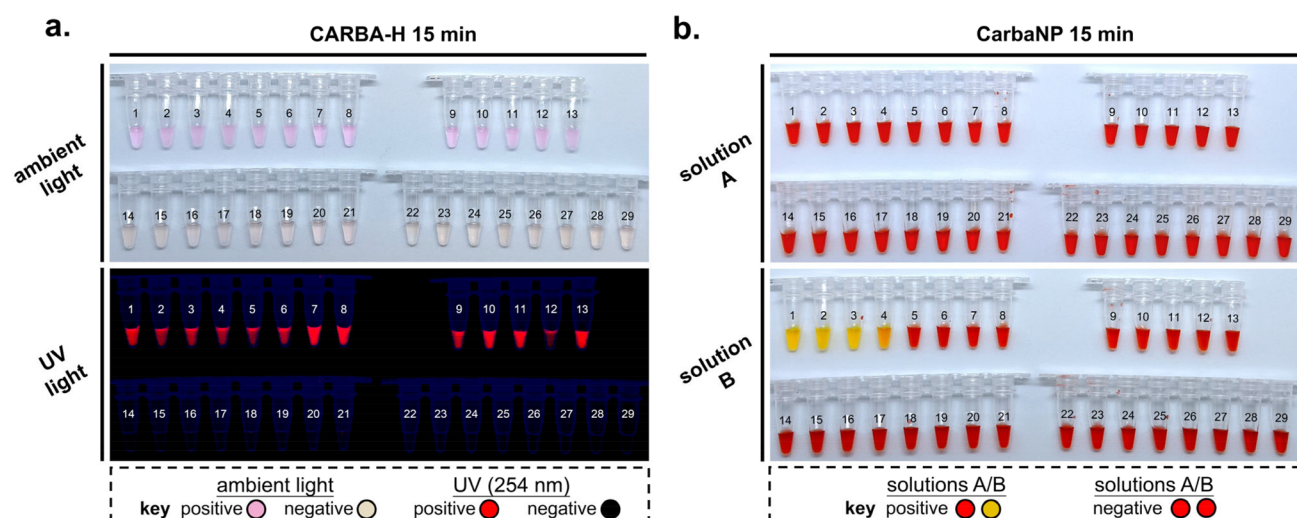 a.
CARBA-H 15 min
ambient light
1 2 3 4 5 6 7 8 9 10 11 12 13
14 15 16 17 18 19 20 21 22 23 24 25 26 27 28 29
UV light
1 2 3 4 5 6 7 8 9 10 11 12 13
14 15 16 17 18 19 20 21 22 23 24 25 26 27 28 29
ambient light UV (254 nm)
key positive negative positive negative
b.
CarbaNP 15 min
solution A
1 2 3 4 5 6 7 8 9 10 11 12 13
14 15 16 17 18 19 20 21 22 23 24 25 26 27 28 29
solution B
1 2 3 4 5 6 7 8 9 10 11 12 13
14 15 16 17 18 19 20 21 22 23 24 25 26 27 28 29
solutions A/B solutions A/B
key positive negative